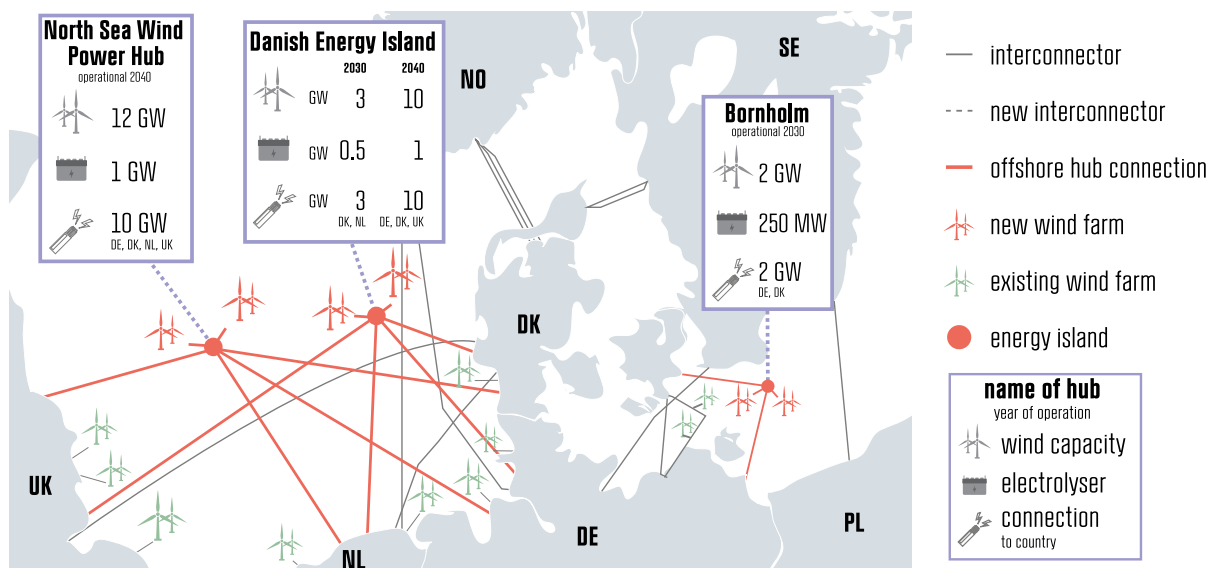 North Sea Wind
Power Hub
operational 2040
12 GW
1 GW
10 GW
DE, DK, NL, UK
Danish Energy Island
2030 2040
GW 3 10
GW 0.5 1
GW 3 10
DK, NL DE, DK, UK
NO
SE
Bornholm
operational 2030
2 GW
250 MW
2 GW
DE, DK
DK
UK
NL
DE
PL
interconnector
new interconnector
offshore hub connection
new wind farm
existing wind farm
energy island
name of hub
year of operation
wind capacity
electrolyser
connection
to country